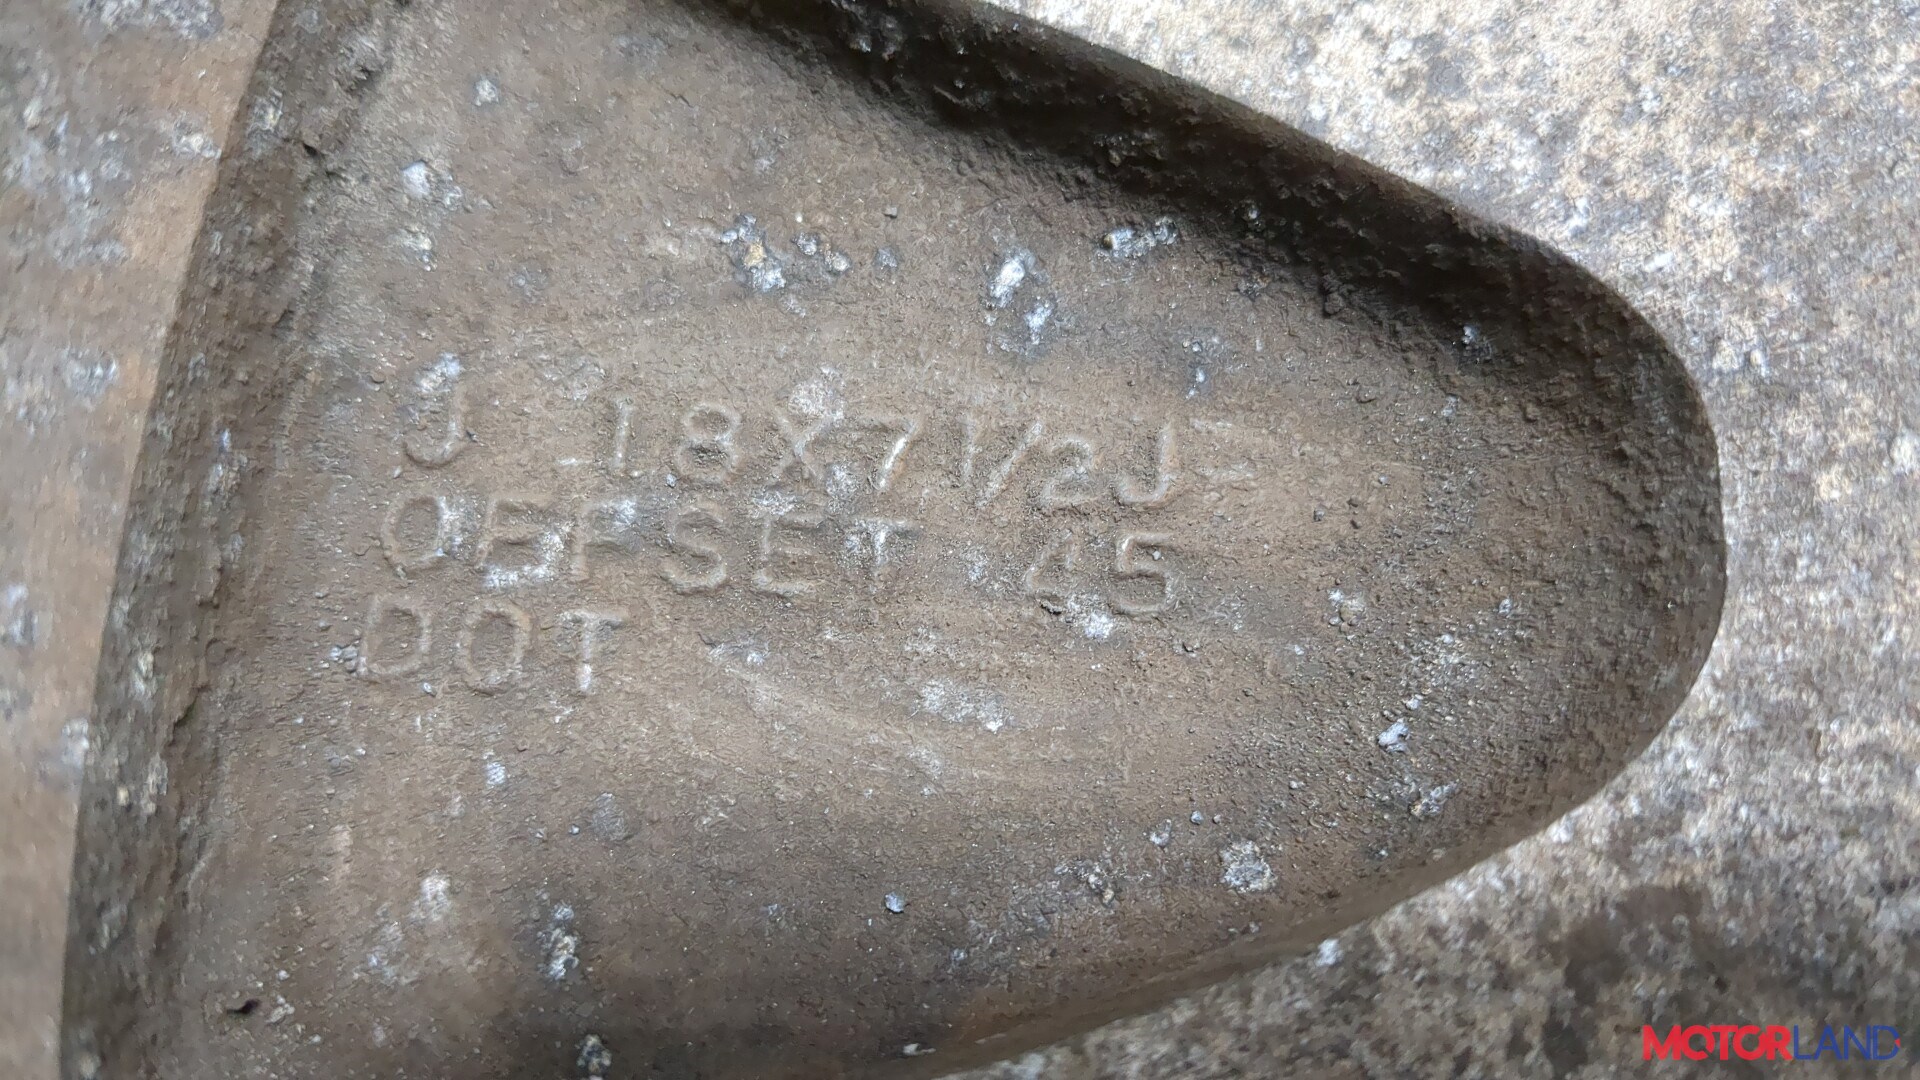 J 18X7 1/2J
OFFSET 45
DOT
MOTORLAND